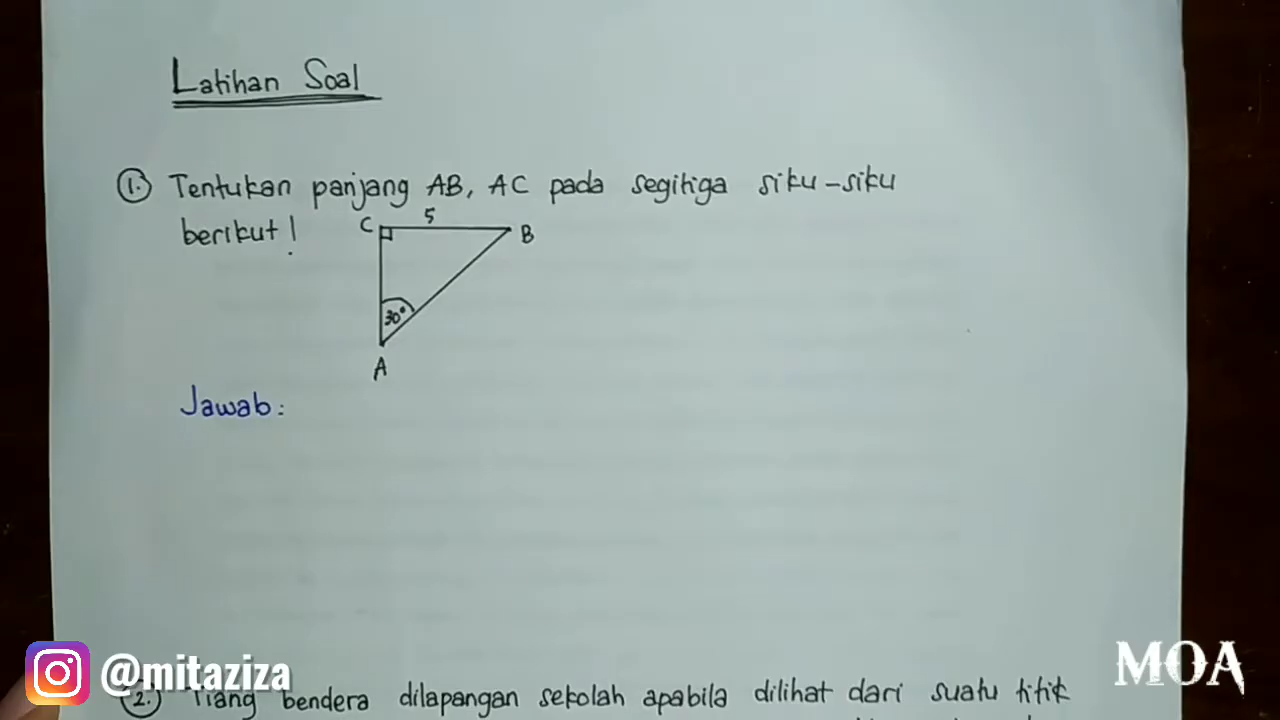 Latihan Soal
1. Tentukan panjang AB, AC pada segitiga siku-siku
berikut!
C 5 B
30°
A
Jawab:
@mitaziza
MOA
2. Tiang bendera dilapangan sekolah apabila dilihat dari suatu titik